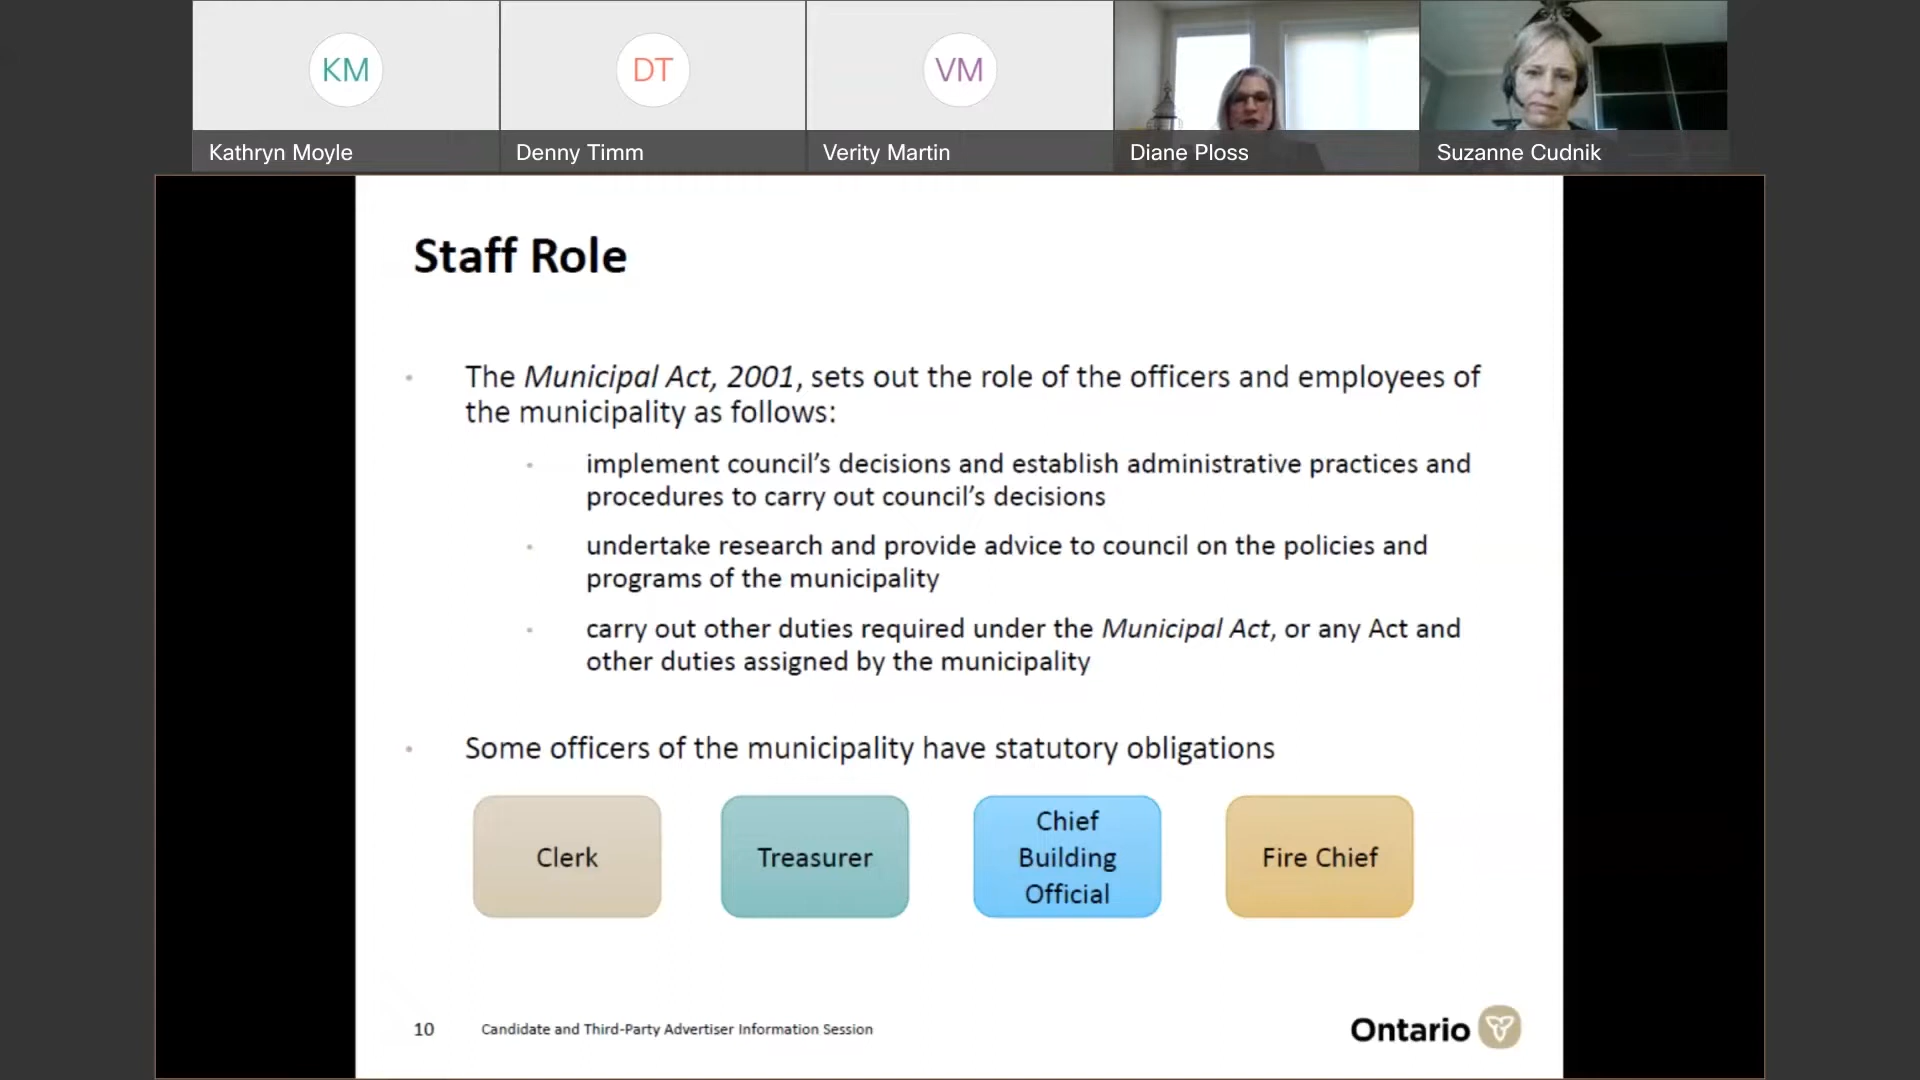 KM
DT
VM
Kathryn Moyle
Denny Timm
Verity Martin
Diane Ploss
Suzanne Cudnik
Staff Role
The Municipal Act, 2001, sets out the role of the officers and employees of
the municipality as follows:
implement council’s decisions and establish administrative practices and
procedures to carry out council’s decisions
undertake research and provide advice to council on the policies and
programs of the municipality
carry out other duties required under the Municipal Act, or any Act and
other duties assigned by the municipality
Some officers of the municipality have statutory obligations
Clerk
Treasurer
Chief
Building
Official
Fire Chief
10
Candidate and Third-Party Advertiser Information Session
Ontario